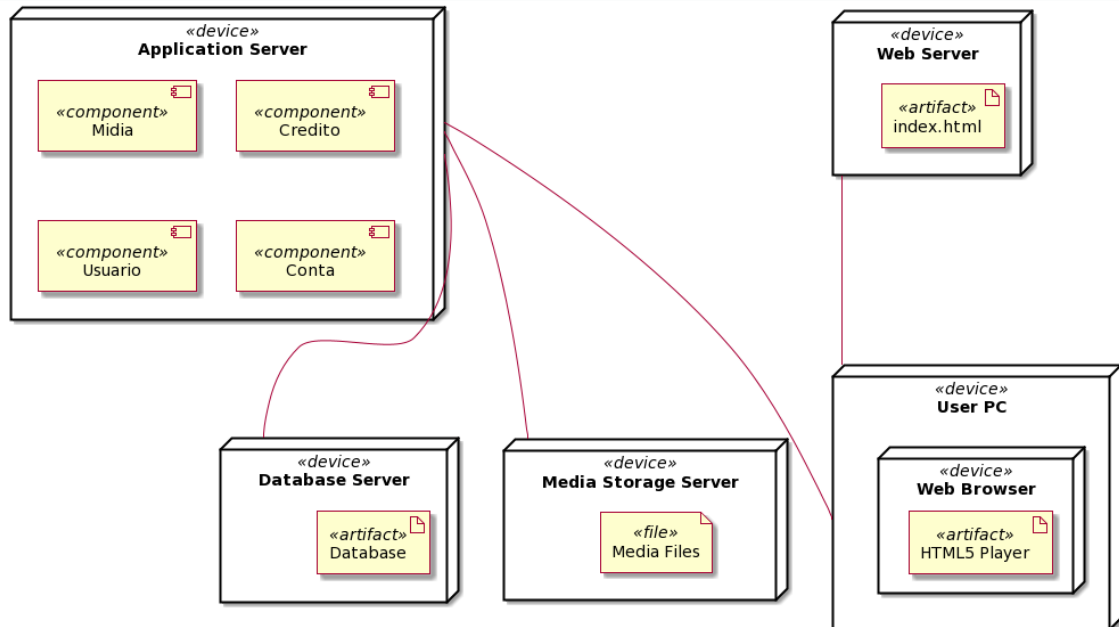 «device»
Application Server
«component»
Midia
«component»
Credito
«component»
Usuario
«component»
Conta
«device»
Web Server
«artifact»
index.html
«device»
Database Server
«artifact»
Database
«device»
Media Storage Server
«file»
Media Files
«device»
User PC
«device»
Web Browser
«artifact»
HTML5 Player